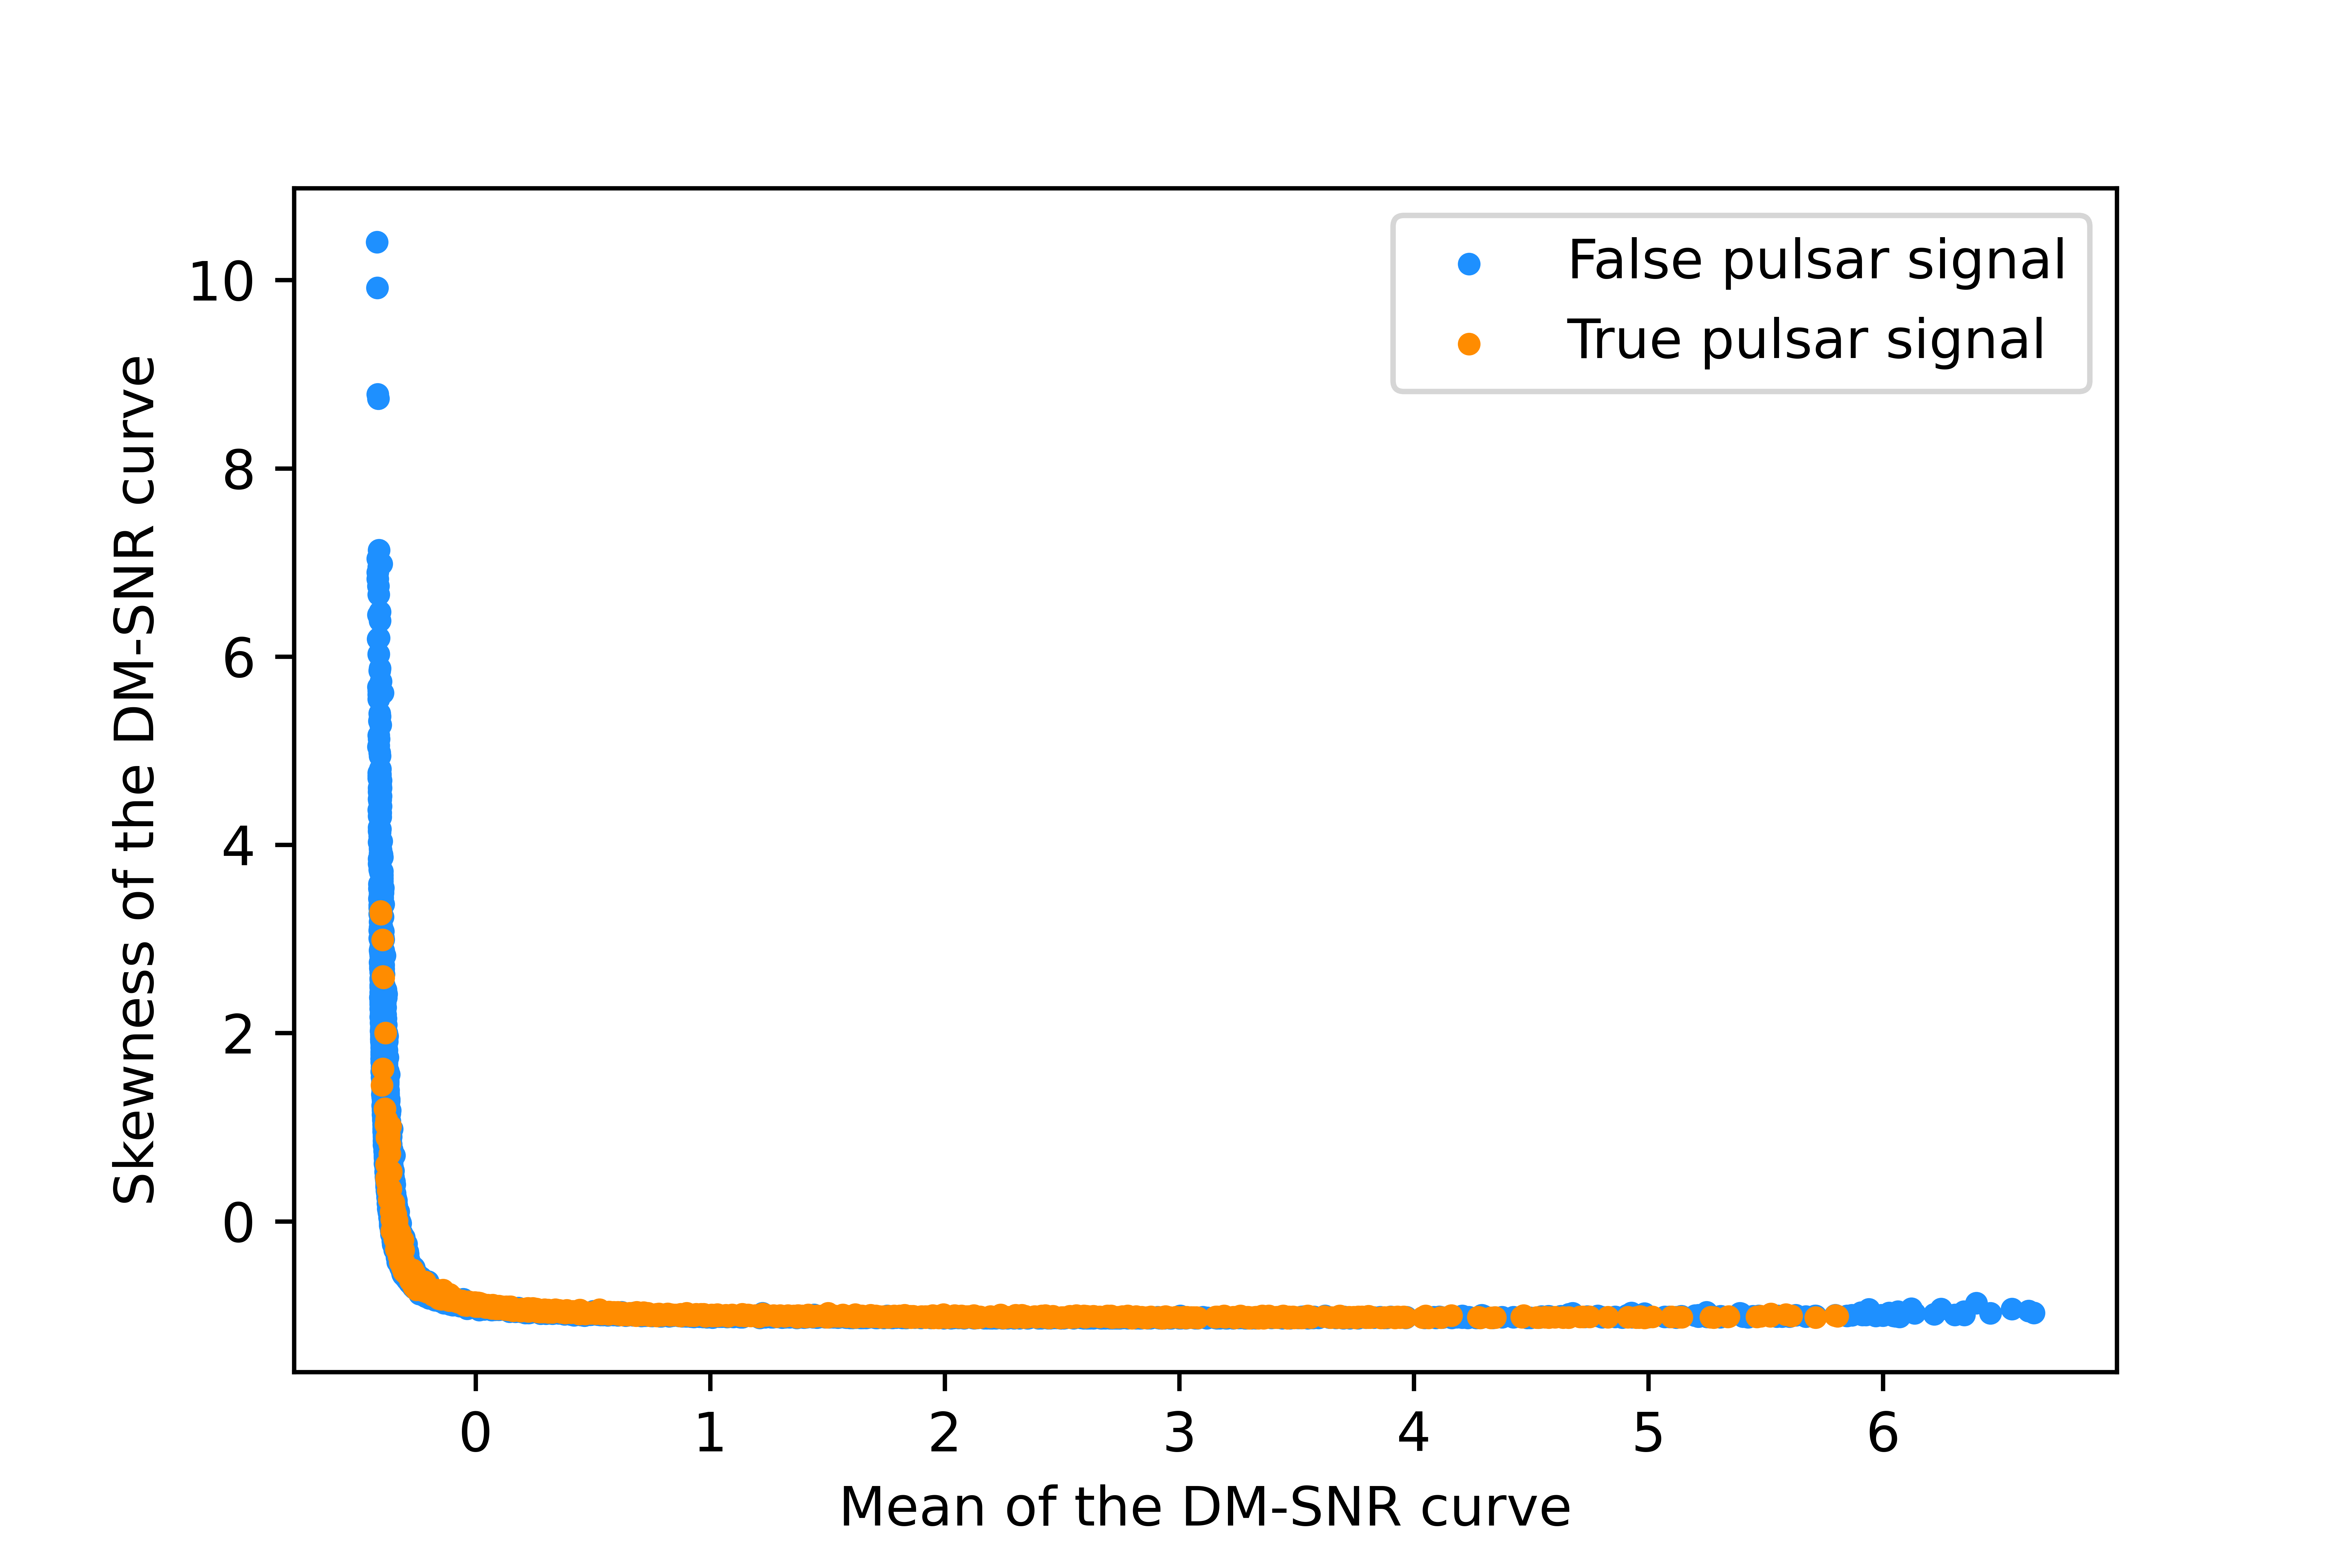 False pulsar signal
True pulsar signal
10
8
6
4
2
0
Skewness of the DM-SNR curve
0 1 2 3 4 5 6
Mean of the DM-SNR curve